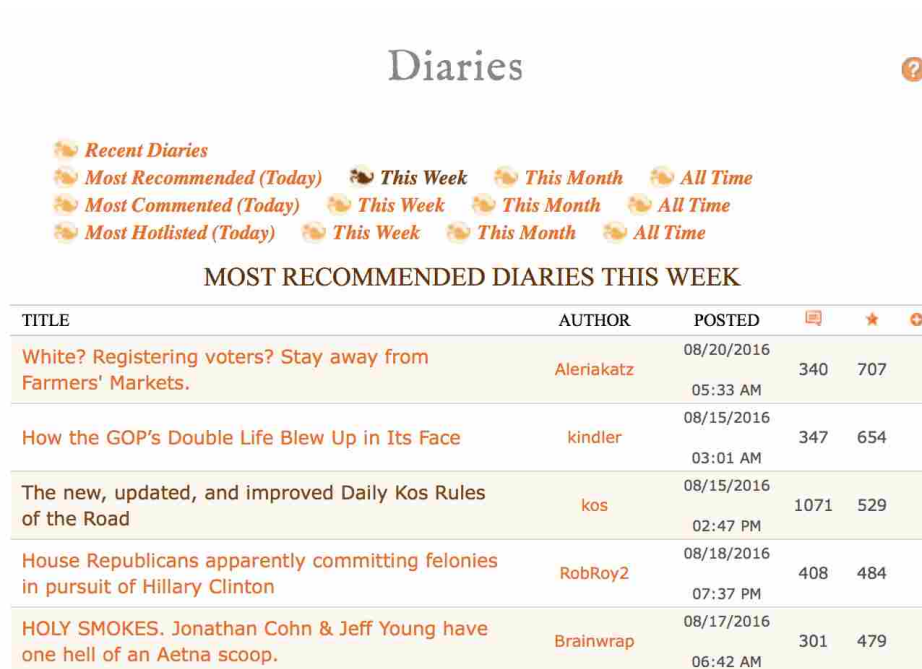 Diaries
?
Recent Diaries
Most Recommended (Today) This Week This Month All Time
Most Commented (Today) This Week This Month All Time
Most Hotlisted (Today) This Week This Month All Time
MOST RECOMMENDED DIARIES THIS WEEK
TITLE AUTHOR POSTED
White? Registering voters? Stay away from
Farmers' Markets.
Aleriakatz
08/20/2016
05:33 AM
340 707
How the GOP’s Double Life Blew Up in Its Face
kindler
08/15/2016
03:01 AM
347 654
The new, updated, and improved Daily Kos Rules
of the Road
kos
08/15/2016
02:47 PM
1071 529
House Republicans apparently committing felonies
in pursuit of Hillary Clinton
RobRoy2
08/18/2016
07:37 PM
408 484
HOLY SMOKES. Jonathan Cohn & Jeff Young have
one hell of an Aetna scoop.
Brainwrap
08/17/2016
06:42 AM
301 479